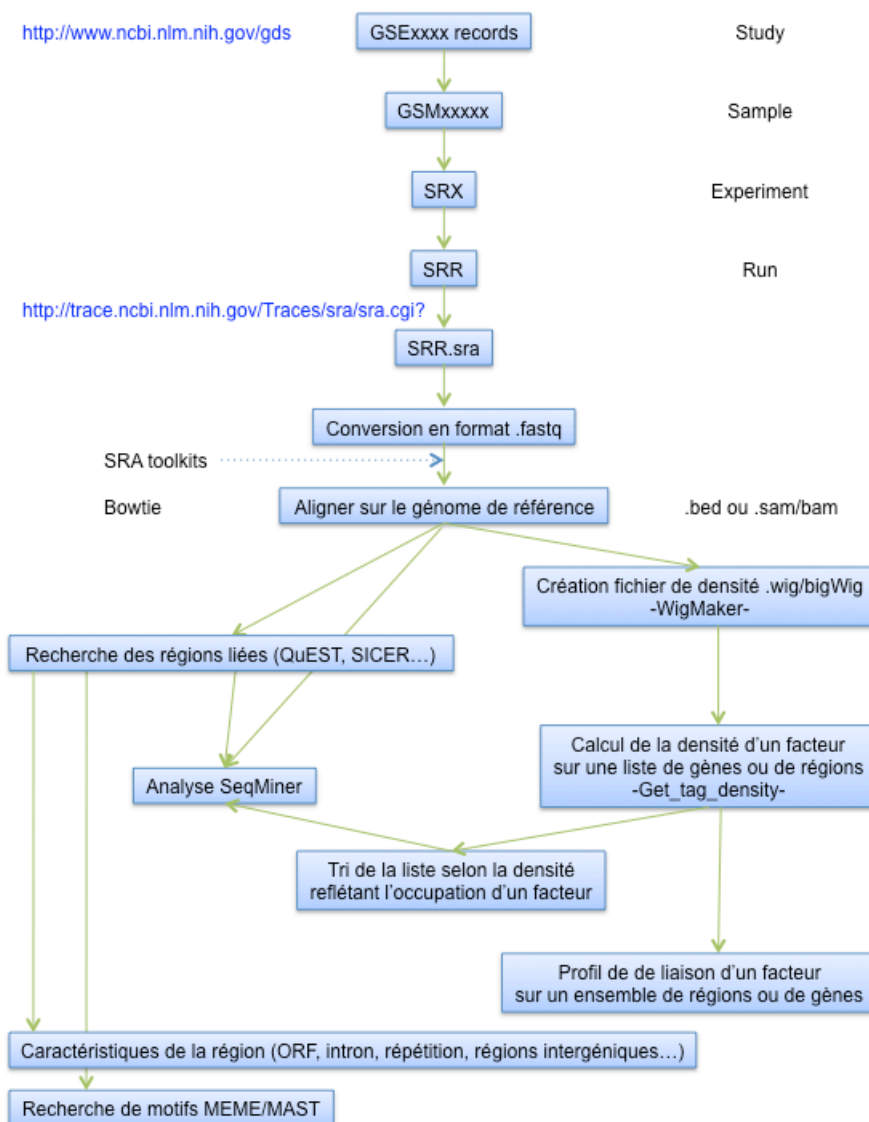 http://www.ncbi.nlm.nih.gov/gds
GSExxxx records
Study
GSMxxxxx
Sample
SRX
Experiment
SRR
Run
http://trace.ncbi.nlm.nih.gov/Traces/sra/sra.cgi?
SRR.sra
Conversion en format .fastq
SRA toolkits
Bowtie
Aligner sur le génome de référence
.bed ou .sam/bam
Création fichier de densité .wig/bigWig
-WigMaker-
Recherche des régions liées (QuEST, SICER…)
Calcul de la densité d'un facteur
sur une liste de gènes ou de régions
-Get_tag_density-
Analyse SeqMiner
Tri de la liste selon la densité
reflétant l'occupation d'un facteur
Profil de de liaison d'un facteur
sur un ensemble de régions ou de gènes
Caractéristiques de la région (ORF, intron, répétition, régions intergéniques…)
Recherche de motifs MEME/MAST